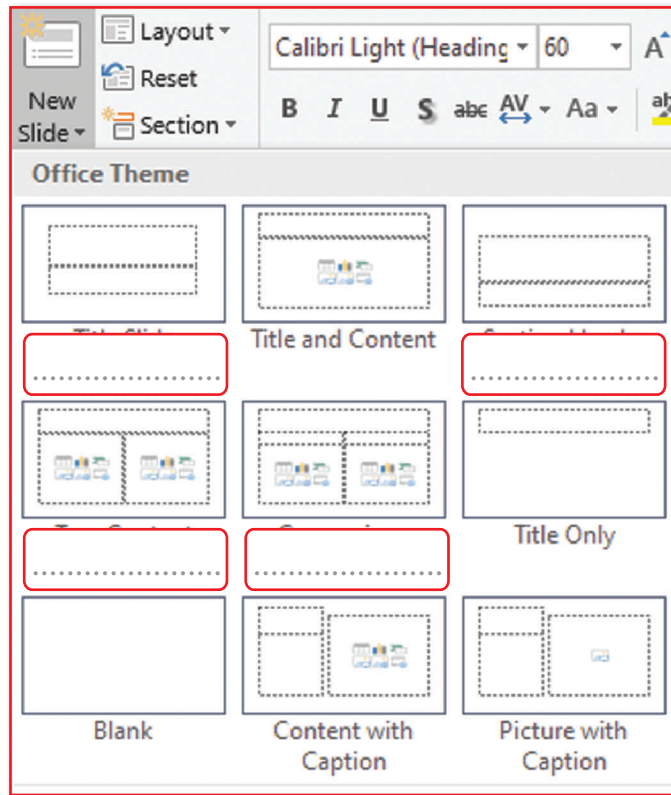 New
Slide
Layout
Reset
Section
Calibri Light (Heading 60 A
B I U S abc AV Aa ab
Office Theme
Title and Content
........................
........................
Title Only
........................
........................
Blank
Content with
Caption
Picture with
Caption